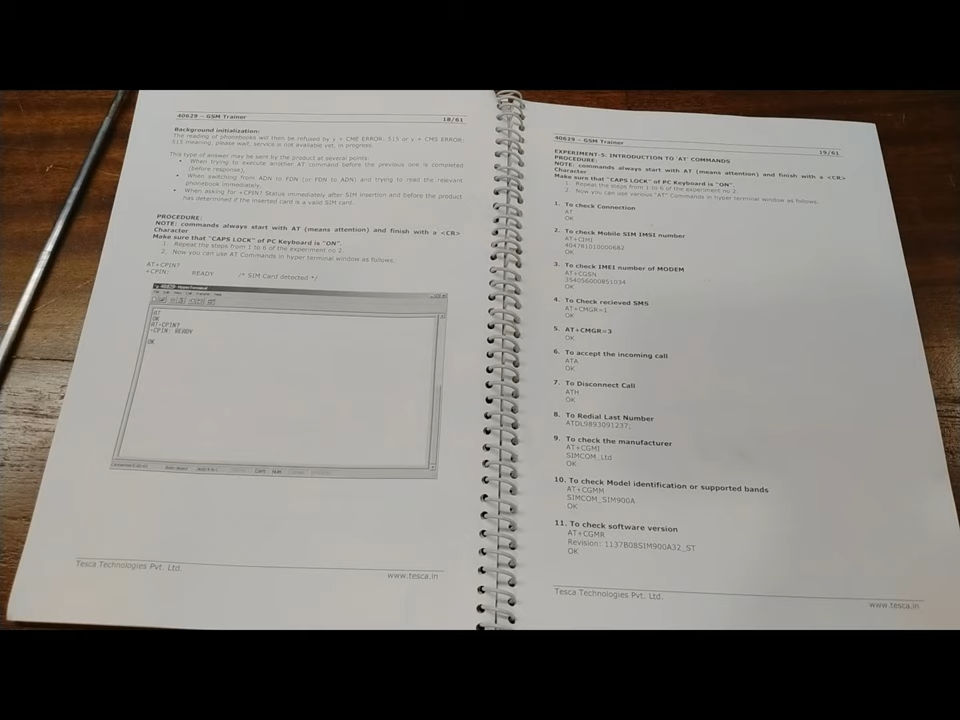 40629 – GSM Trainer 18/61
Background initialization:
The reading of phonebooks will then be refused by y = CME ERROR: 515 or y + CMS ERROR:
515 meaning, please wait, service is not available yet, in progress.
This type of answer may be sent by the product at several points:
• When trying to execute another AT command before the previous one is completed
(before response),
• When switching from ADN to FDN (or FDN to ADN) and trying to read the relevant
phonebook immediately,
• When asking for +CPIN? Status immediately after SIM insertion and before the product
has determined if the inserted card is a valid SIM card.
PROCEDURE:
NOTE: commands always start with AT (means attention) and finish with a <CR>
Character
Make sure that "CAPS LOCK" of PC Keyboard is "ON".
1. Repeat the steps from 1 to 6 of the experiment no 2.
2. Now you can use AT Commands in hyper terminal window as follows.
AT+CPIN?
+CPIN: READY /* SIM Card detected */
AT
OK
AT+CPIN?
+CPIN: READY
OK
Tesca Technologies Pvt. Ltd. www.tesca.in
40629 – GSM Trainer 19/61
EXPERIMENT-5: INTRODUCTION TO 'AT' COMMANDS
PROCEDURE:
NOTE: commands always start with AT (means attention) and finish with a <CR>
Character
Make sure that "CAPS LOCK" of PC Keyboard is "ON".
1. Repeat the steps from 1 to 6 of the experiment no 2.
2. Now you can use various "AT" Commands in hyper terminal window as follows.
1. To check Connection
AT
OK
2. To check Mobile SIM IMSI number
AT+CIMI
404781010000682
OK
3. To check IMEI number of MODEM
AT+CGSN
354056000851034
OK
4. To Check recieved SMS
AT+CMGR=1
OK
5. AT+CMGR=3
OK
6. To accept the incoming call
ATA
OK
7. To Disconnect Call
ATH
OK
8. To Redial Last Number
ATDL9893091237;
9. To check the manufacturer
AT+CGMI
SIMCOM_Ltd
OK
10. To check Model identification or supported bands
AT+CGMM
SIMCOM_SIM900A
OK
11. To check software version
AT+CGMR
Revision: 1137B08SIM900A32_ST
OK
Tesca Technologies Pvt. Ltd. www.tesca.in